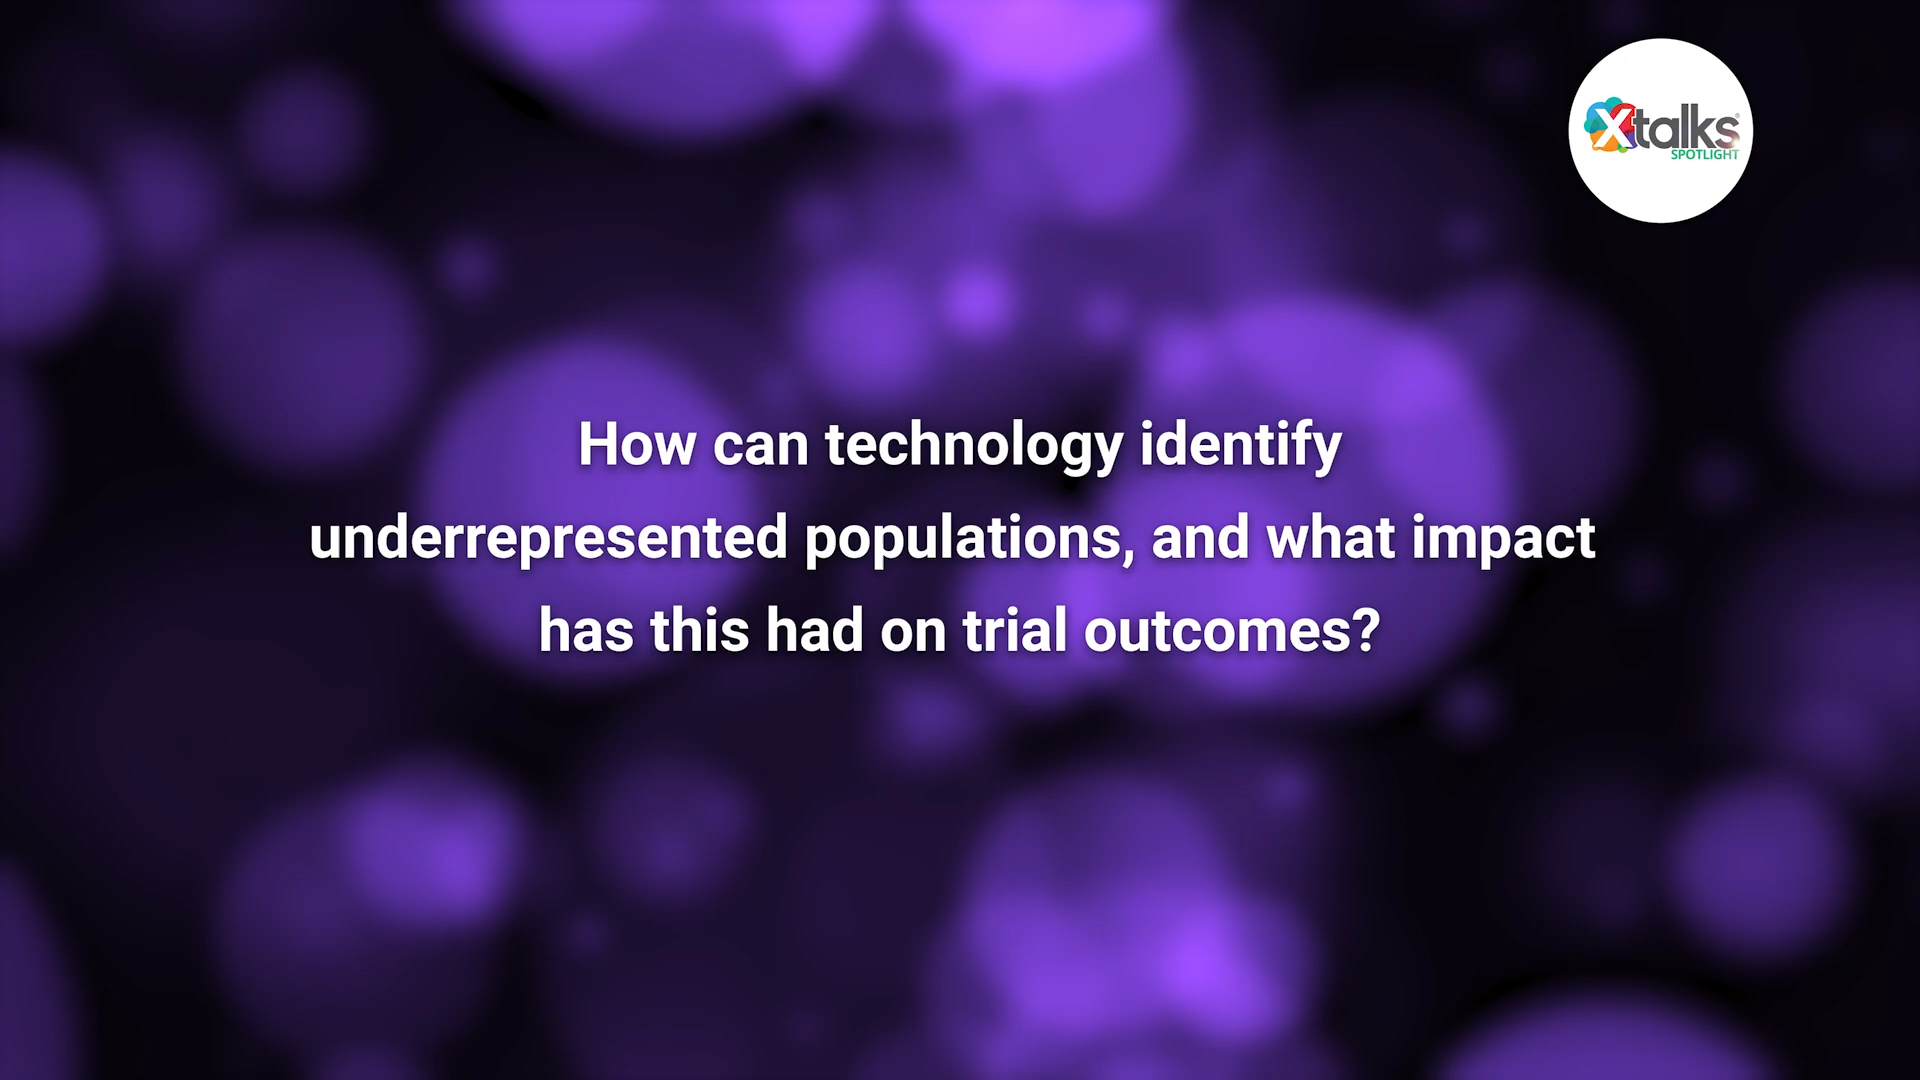 Xtalks
SPOTLIGHT
How can technology identify
underrepresented populations, and what impact
has this had on trial outcomes?